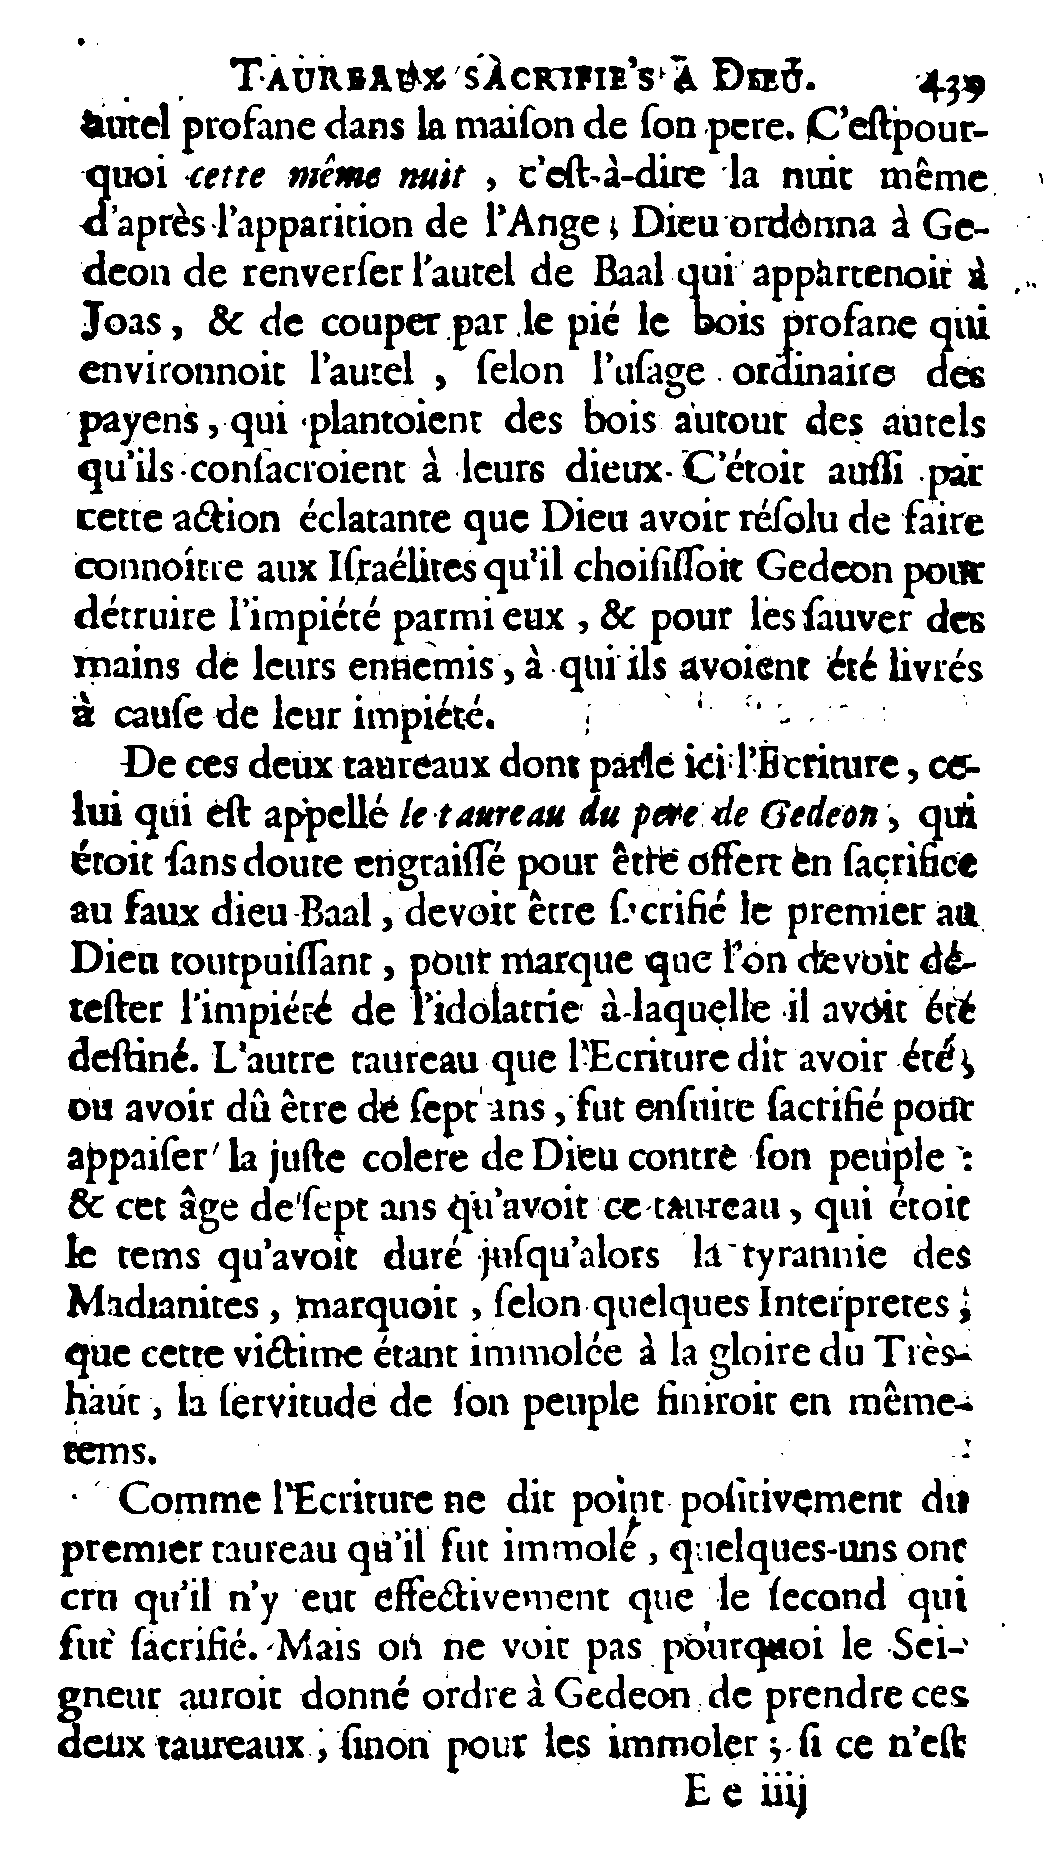 TAUREAUX SACRIFIE'S A DIEU. 439
autel profane dans la maiſon de ſon pere. C'eſtpour-
quoi cette même nuit, c'eſt-à-dire la nuit même
d'après l'apparition de l'Ange; Dieu ordonna à Ge-
deon de renverſer l'autel de Baal qui appartenoit à
Joas, & de couper par le pié le bois profane qui
environnoit l'autel, ſelon l'uſage ordinaire des
payens, qui plantoient des bois autour des autels
qu'ils conſacroient à leurs dieux. C'étoit auſſi par
cette action éclatante que Dieu avoit réſolu de faire
connoître aux Iſraélites qu'il choiſiſſoit Gedeon pour
détruire l'impiété parmi eux, & pour les ſauver des
mains de leurs ennemis, à qui ils avoient été livrés
à cauſe de leur impiété.
De ces deux taureaux dont parle ici l'Ecriture, ce-
lui qui eſt appellé le taureau du pere de Gedeon, qui
étoit ſans doute engraiſſé pour être offert en ſacrifice
au faux dieu Baal, devoit être ſacrifié le premier au
Dieu toutpuiſſant, pour marque que l'on devoit dé-
teſter l'impiété de l'idolatrie à laquelle il avoit été
deſtiné. L'autre taureau que l'Ecriture dit avoir été,
ou avoir dû être de ſept ans, fut enſuite ſacrifié pour
appaiſer la juſte colere de Dieu contre ſon peuple:
& cet âge de ſept ans qu'avoit ce taureau, qui étoit
le tems qu'avoit duré juſqu'alors la tyrannie des
Madianites, marquoit, ſelon quelques Interpretes,
que cette victime étant immolée à la gloire du Très-
haut, la ſervitude de ſon peuple finiroit en même-
tems.
Comme l'Ecriture ne dit point poſitivement du
premier taureau qu'il fut immolé, quelques-uns ont
cru qu'il n'y eut effectivement que le ſecond qui
fut ſacrifié. Mais on ne voit pas pourquoi le Sei-
gneur auroit donné ordre à Gedeon de prendre ces
deux taureaux, ſinon pour les immoler; ſi ce n'eſt
E e iiij